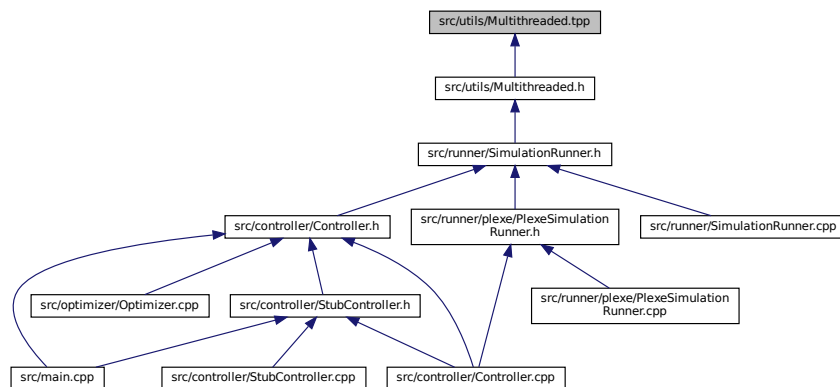 src/utils/Multithreaded.tpp
src/utils/Multithreaded.h
src/runner/SimulationRunner.h
src/controller/Controller.h
src/runner/plexe/PlexeSimulation
Runner.h
src/runner/SimulationRunner.cpp
src/optimizer/Optimizer.cpp
src/controller/StubController.h
src/runner/plexe/PlexeSimulation
Runner.cpp
src/main.cpp
src/controller/StubController.cpp
src/controller/Controller.cpp